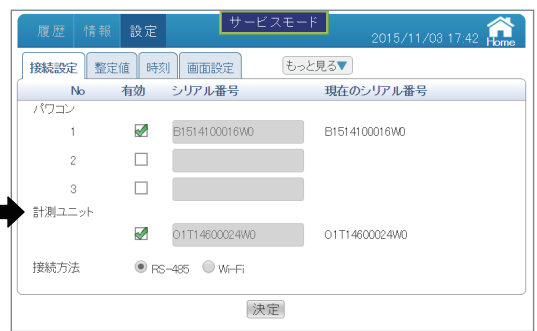 履歴 情報 設定 サービスモード 2015/11/03 17:42 Home
接続設定 整定値 時刻 画面設定 もっと見る▼
No 有効 シリアル番号 現在のシリアル番号
パワコン
1 B1514100016W0 B1514100016W0
2
3
計測ユニット
O1T14600024W0 O1T14600024W0
接続方法 RS-485 Wi-Fi
決定